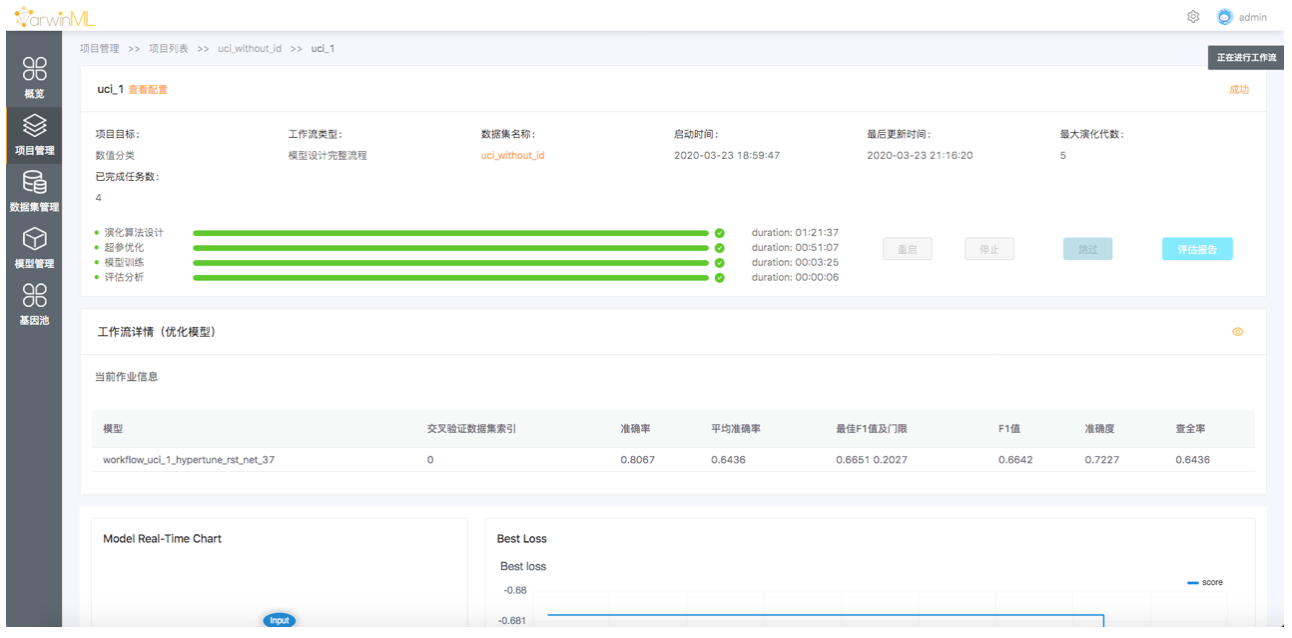 DarwinML
admin
项目管理 >> 项目列表 >> uci_without_id >> uci_1
正在进行工作流
概览
项目管理
数据集管理
模型管理
基因池
uci_1 查看配置 成功
项目目标: 工作流类型: 数据集名称: 启动时间: 最后更新时间: 最大演化代数:
数值分类 模型设计完整流程 uci_without_id 2020-03-23 18:59:47 2020-03-23 21:16:20 5
已完成任务数:
4
演化算法设计 duration: 01:21:37
超参优化 duration: 00:51:07
模型训练 duration: 00:03:25
评估分析 duration: 00:00:06
重启 停止 跳过 评估报告
工作流详情（优化模型）
当前作业信息
模型 交叉验证数据集索引 准确率 平均准确率 最佳F1值及门限 F1值 准确度 查全率
workflow_uci_1_hypertune_rst_net_37 0 0.8067 0.6436 0.6651 0.2027 0.6642 0.7227 0.6436
Model Real-Time Chart
Input
Best Loss
Best loss
score
-0.68
-0.681